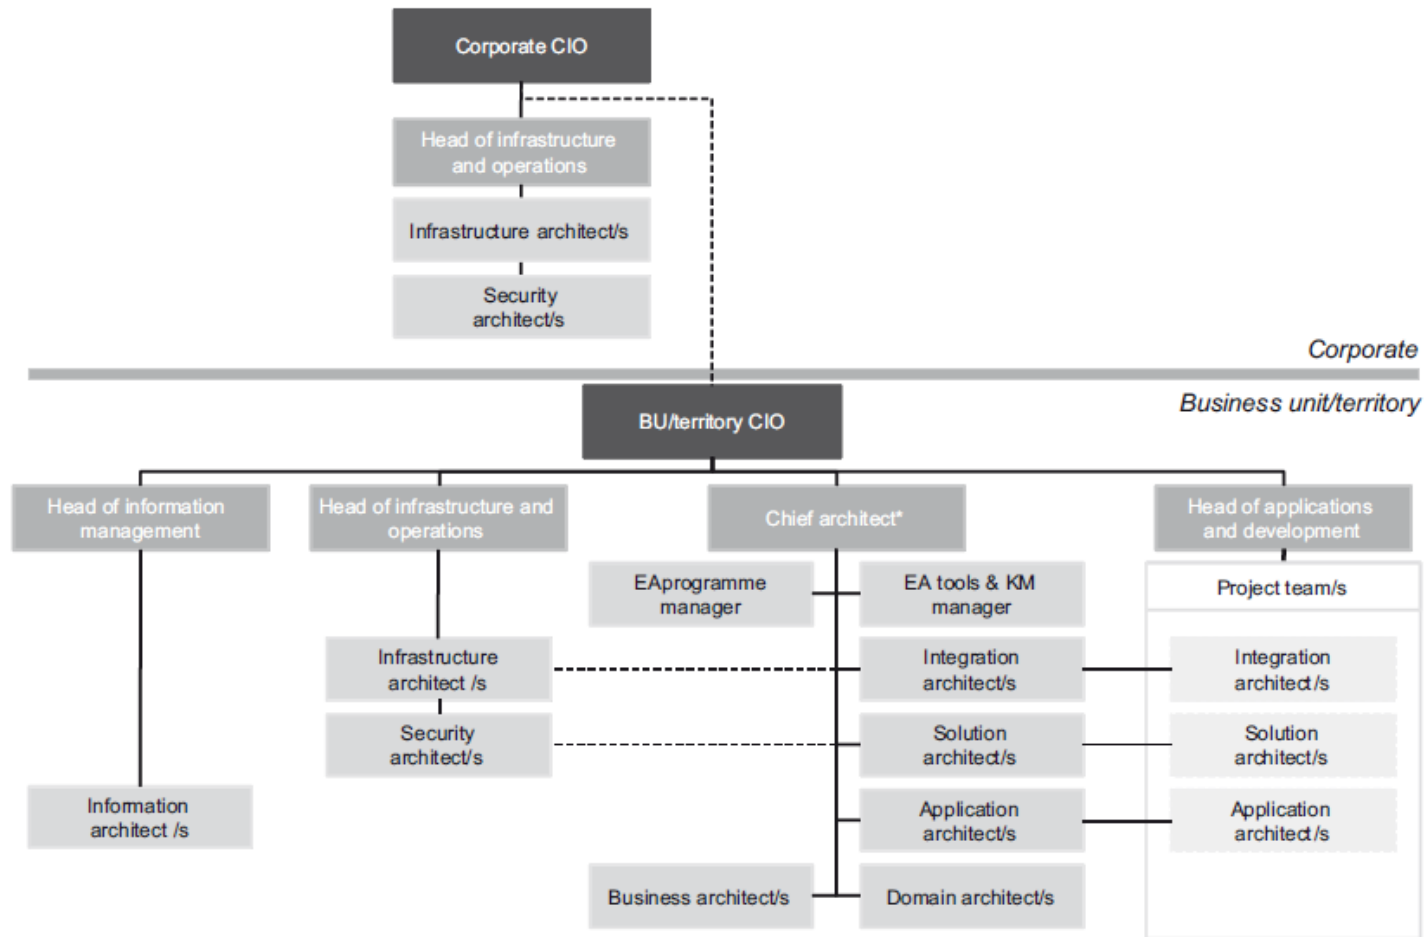 Corporate CIO
Head of infrastructure
and operations
Infrastructure architect/s
Security
architect/s
Corporate
Business unit/territory
BU/territory CIO
Head of information
management
Head of infrastructure and
operations
Chief architect*
Head of applications
and development
EAprogramme
manager
EA tools & KM
manager
Project team/s
Infrastructure
architect /s
Integration
architect/s
Integration
architect/s
Security
architect/s
Solution
architect/s
Solution
architect/s
Information
architect /s
Application
architect/s
Application
architect/s
Business architect/s
Domain architect/s